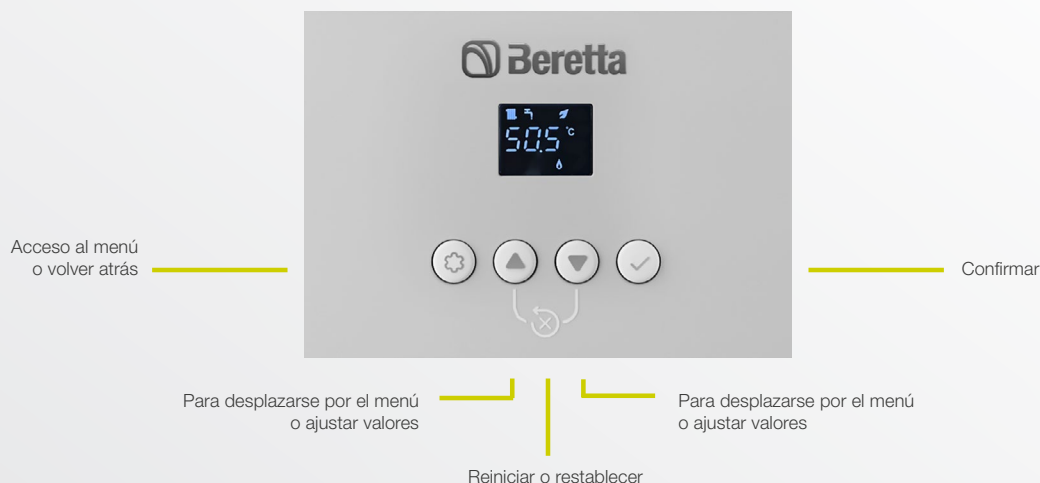 Beretta
50.5 °C
Acceso al menú
o volver atrás
Confirmar
Para desplazarse por el menú
o ajustar valores
Para desplazarse por el menú
o ajustar valores
Reiniciar o restablecer